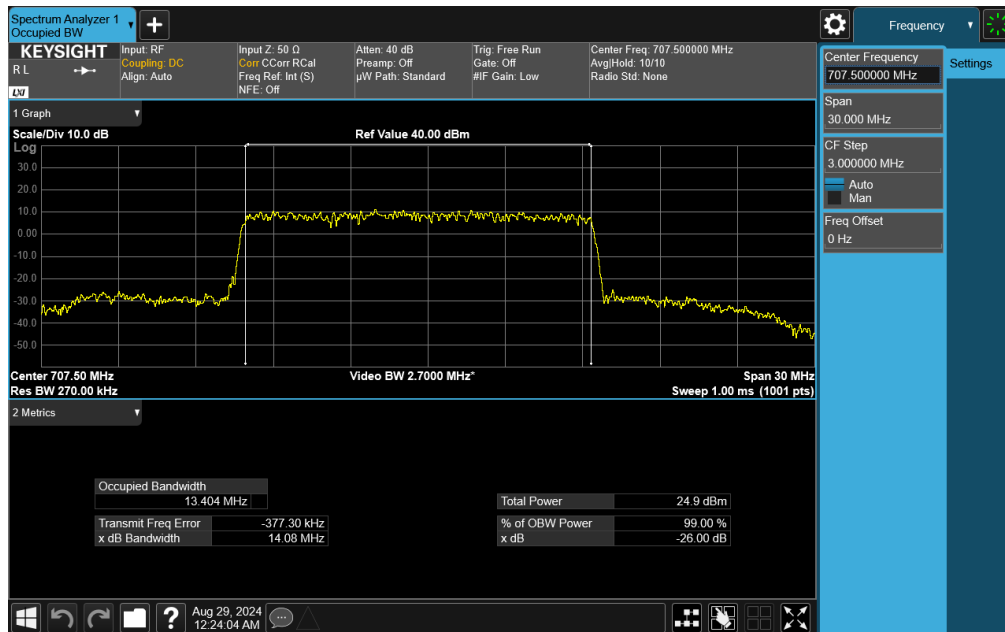 Spectrum Analyzer 1
Occupied BW
KEYSIGHT
R L
LXI
Input: RF
Coupling: DC
Align: Auto
Input Z: 50 Ω
Corr CCorr RCal
Freq Ref: Int (S)
NFE: Off
Atten: 40 dB
Preamp: Off
µW Path: Standard
Trig: Free Run
Gate: Off
#IF Gain: Low
Center Freq: 707.500000 MHz
Avg|Hold: 10/10
Radio Std: None
1 Graph
Scale/Div 10.0 dB
Ref Value 40.00 dBm
Log
30.0
20.0
10.0
0.00
-10.0
-20.0
-30.0
-40.0
-50.0
Center 707.50 MHz
Video BW 2.7000 MHz*
Span 30 MHz
Res BW 270.00 kHz
Sweep 1.00 ms (1001 pts)
2 Metrics
Occupied Bandwidth
13.404 MHz
Total Power 24.9 dBm
Transmit Freq Error -377.30 kHz
% of OBW Power 99.00 %
x dB Bandwidth 14.08 MHz
x dB -26.00 dB
Aug 29, 2024
12:24:04 AM
Frequency
Settings
Center Frequency
707.500000 MHz
Span
30.000 MHz
CF Step
3.000000 MHz
Auto
Man
Freq Offset
0 Hz